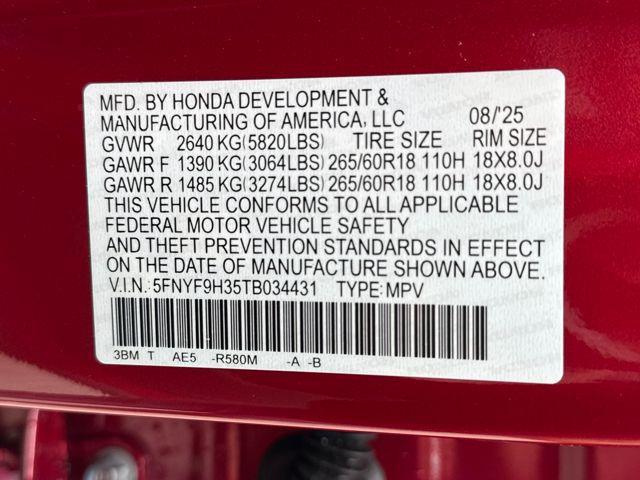 MFD. BY HONDA DEVELOPMENT &
MANUFACTURING OF AMERICA, LLC 08/'25
GVWR 2640 KG(5820LBS) TIRE SIZE RIM SIZE
GAWR F 1390 KG(3064LBS) 265/60R18 110H 18X8.0J
GAWR R 1485 KG(3274LBS) 265/60R18 110H 18X8.0J
THIS VEHICLE CONFORMS TO ALL APPLICABLE
FEDERAL MOTOR VEHICLE SAFETY
AND THEFT PREVENTION STANDARDS IN EFFECT
ON THE DATE OF MANUFACTURE SHOWN ABOVE.
V.I.N.:5FNYF9H35TB034431 TYPE:MPV
3BM T AE5 -R580M -A -B